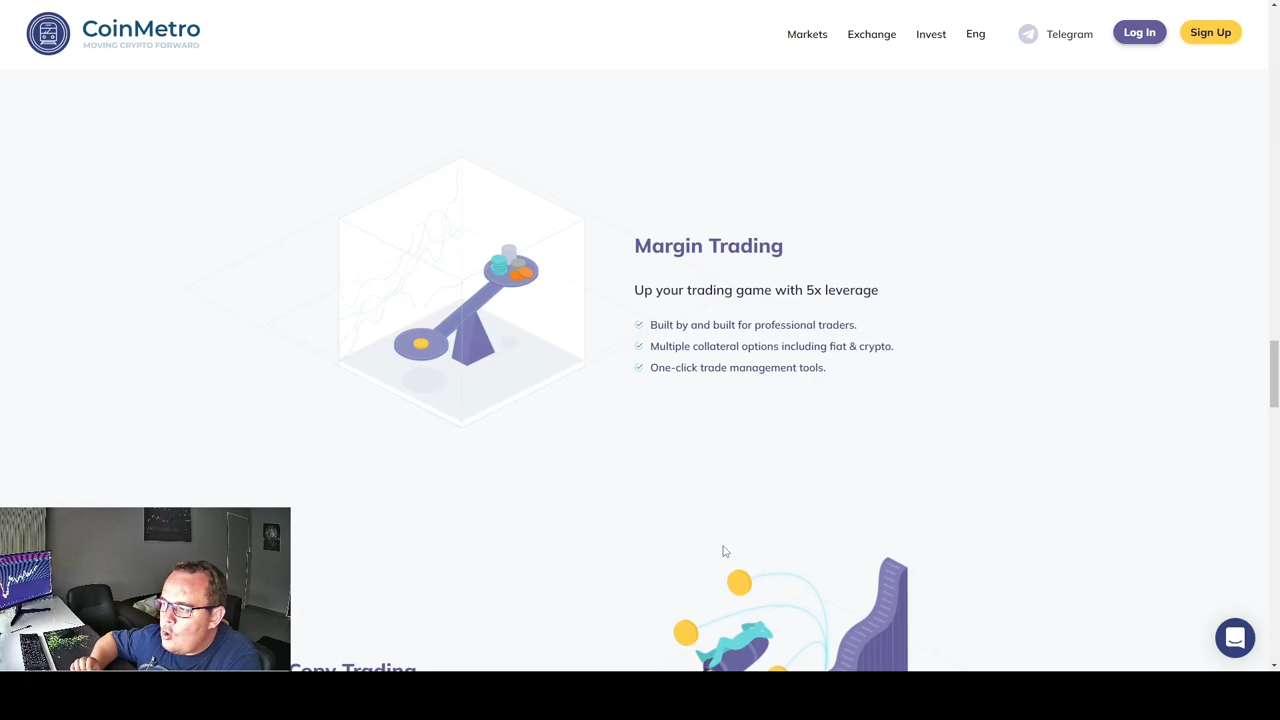 CoinMetro
MOVING CRYPTO FORWARD
Markets
Exchange
Invest
Eng
Telegram
Log In
Sign Up
Margin Trading
Up your trading game with 5x leverage
Built by and built for professional traders.
Multiple collateral options including fiat & crypto.
One-click trade management tools.
Copy Trading